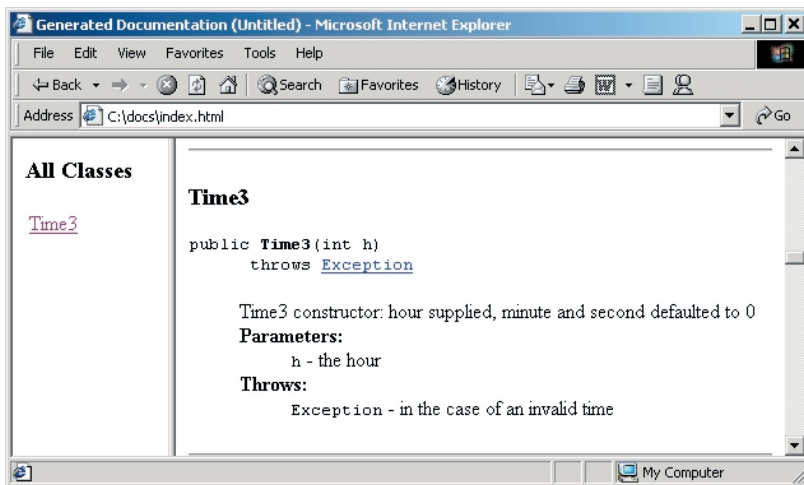 Generated Documentation (Untitled) - Microsoft Internet Explorer
File Edit View Favorites Tools Help
Back Search Favorites History
Address C:\docs\index.html Go
All Classes
Time3
Time3
public Time3(int h)
throws Exception
Time3 constructor: hour supplied, minute and second defaulted to 0
Parameters:
h - the hour
Throws:
Exception - in the case of an invalid time
My Computer